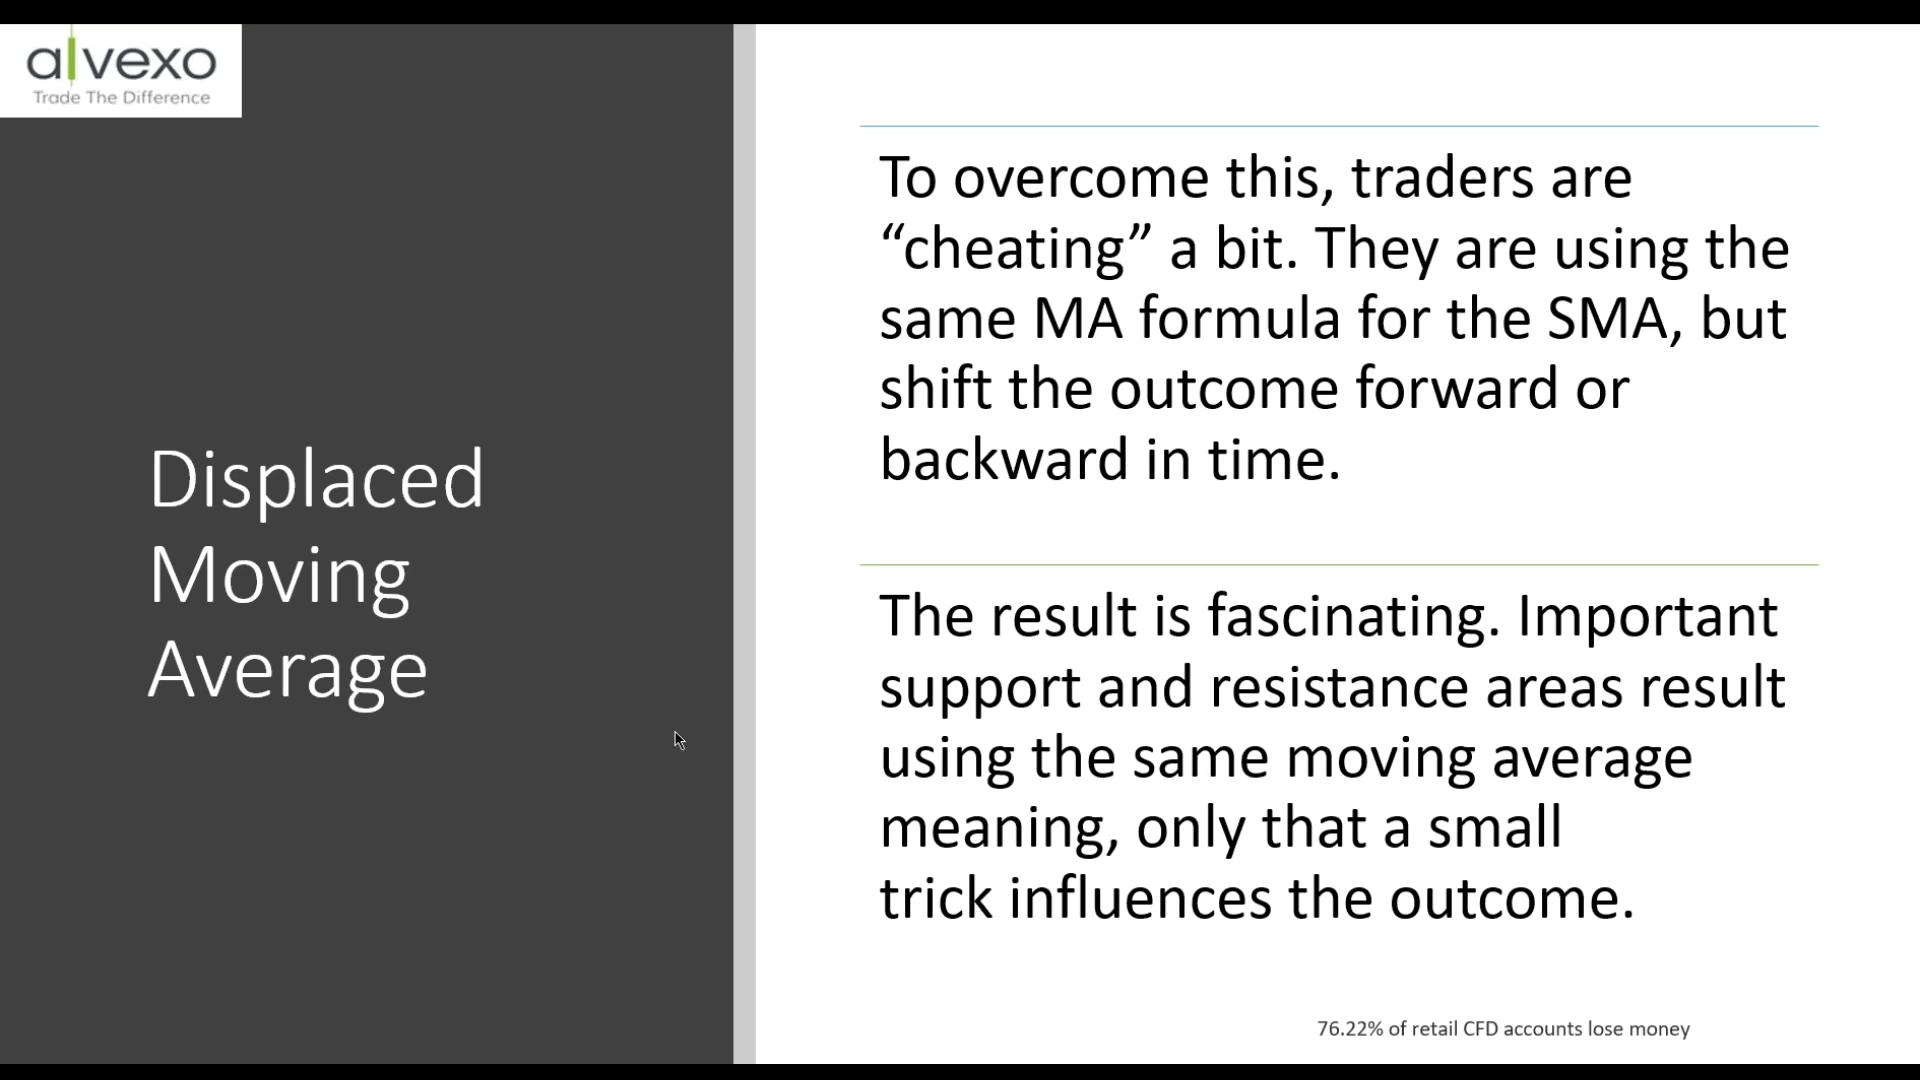 alvexo
Trade The Difference
Displaced
Moving
Average
To overcome this, traders are
“cheating” a bit. They are using the
same MA formula for the SMA, but
shift the outcome forward or
backward in time.
The result is fascinating. Important
support and resistance areas result
using the same moving average
meaning, only that a small
trick influences the outcome.
76.22% of retail CFD accounts lose money